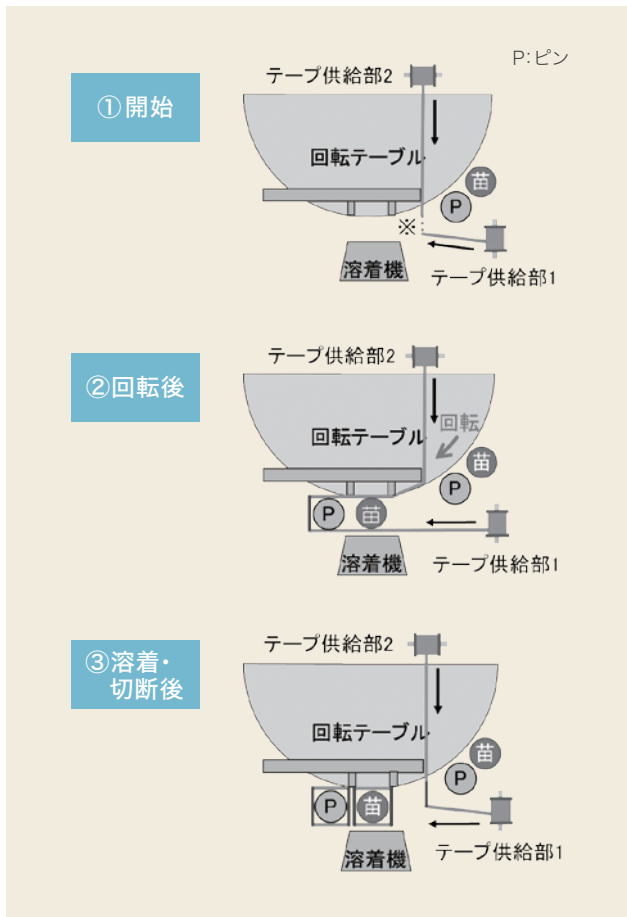 P:ピン
①開始
テープ供給部2
回転テーブル
苗
P
※
溶着機
テープ供給部1
②回転後
テープ供給部2
回転テーブル
回転
苗
P
P
苗
溶着機
テープ供給部1
③溶着・
切断後
テープ供給部2
回転テーブル
苗
P
P
苗
溶着機
テープ供給部1